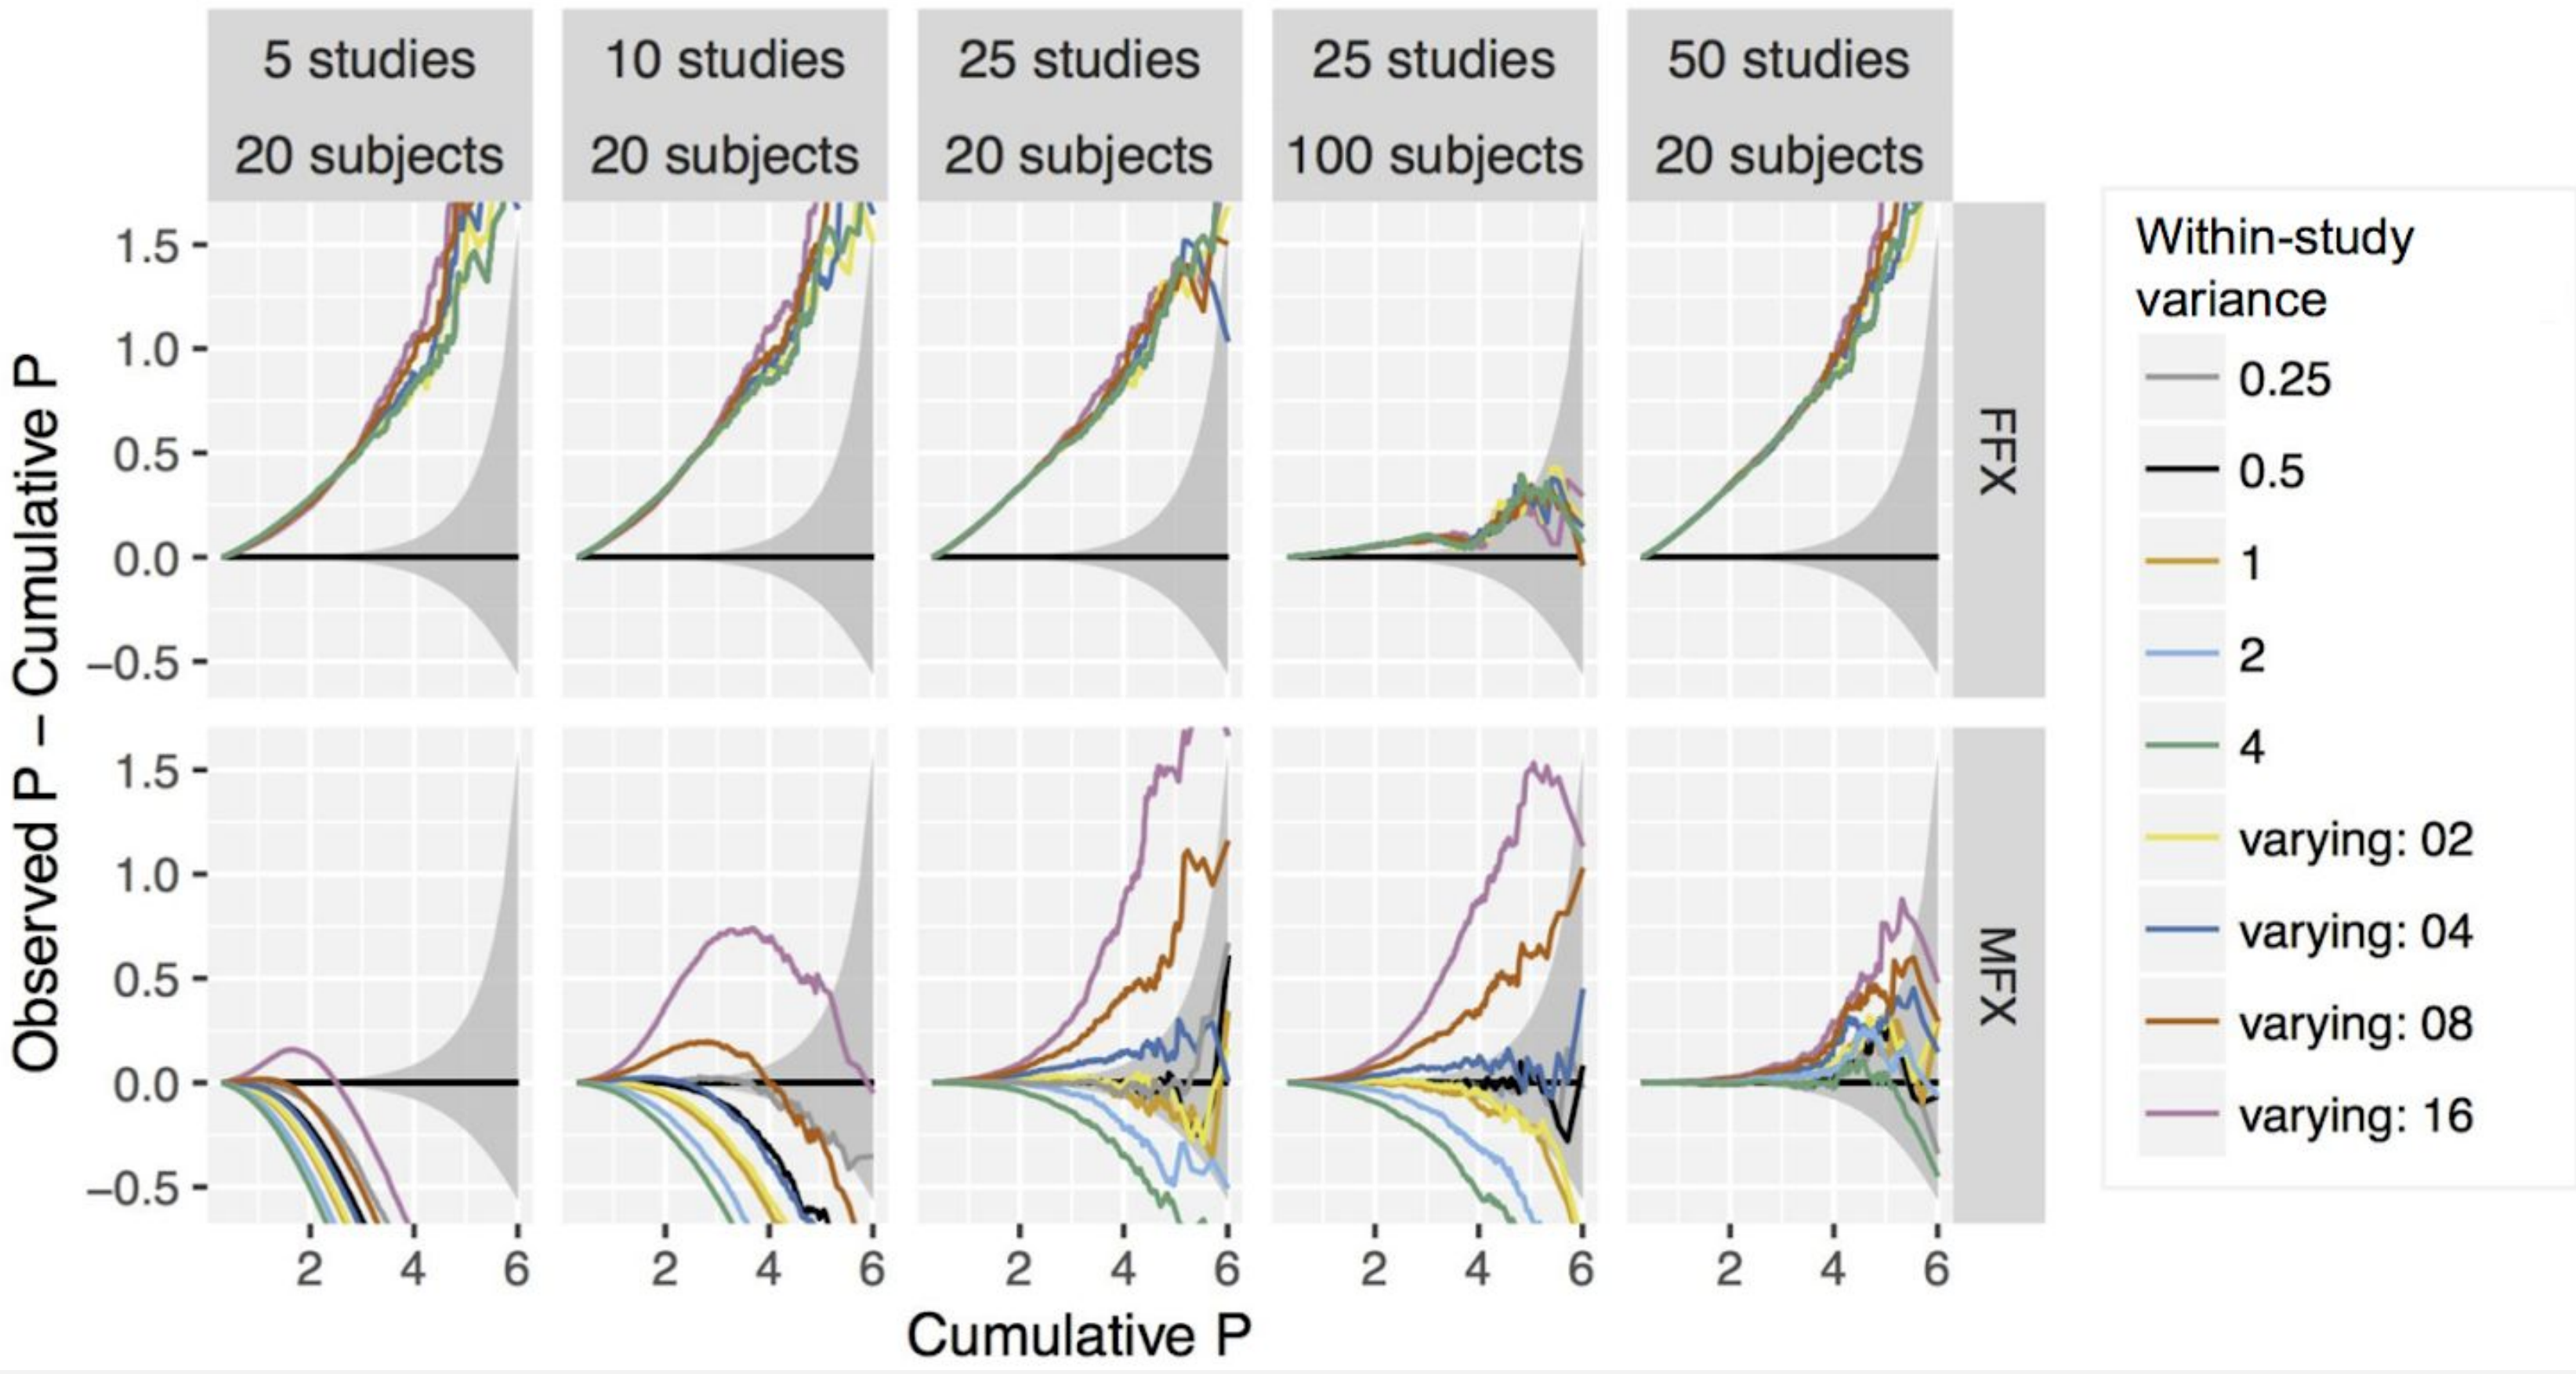 5 studies
20 subjects
10 studies
20 subjects
25 studies
20 subjects
25 studies
100 subjects
50 studies
20 subjects
Observed P − Cumulative P
1.5
1.0
0.5
0.0
−0.5
FFX
1.5
1.0
0.5
0.0
−0.5
MFX
2 4 6
2 4 6
2 4 6
2 4 6
2 4 6
Cumulative P
Within-study
variance
0.25
0.5
1
2
4
varying: 02
varying: 04
varying: 08
varying: 16